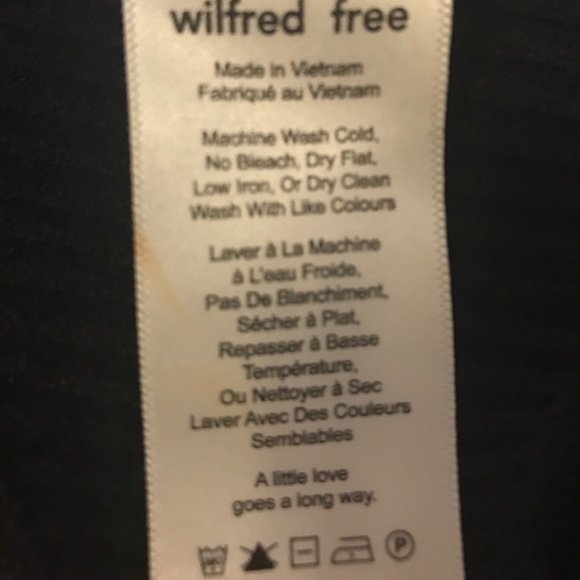 wilfred free
Made in Vietnam
Fabriqué au Vietnam
Machine Wash Cold,
No Bleach, Dry Flat,
Low Iron, Or Dry Clean
Wash With Like Colours
Laver à La Machine
à L'eau Froide,
Pas De Blanchiment,
Sécher à Plat,
Repasser à Basse
Température,
Ou Nettoyer à Sec
Laver Avec Des Couleurs
Semblables
A little love
goes a long way.
P